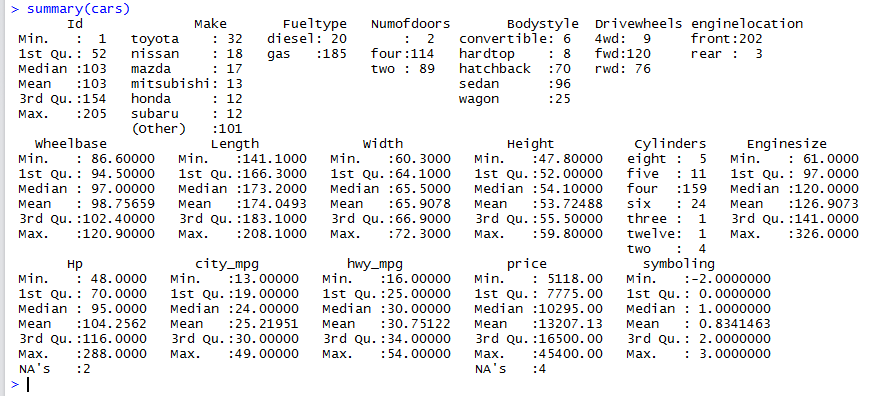 > summary(cars)
       Id               Make       Fueltype    Numofdoors         Bodystyle  Drivewheels enginelocation
 Min.   :  1   toyota    : 32   diesel: 20       :  2   convertible: 6   4wd:  9     front:202
 1st Qu.: 52   nissan    : 18   gas   :185   four:114   hardtop    : 8   fwd:120     rear :  3
 Median :103   mazda     : 17                two : 89   hatchback  :70   rwd: 76
 Mean   :103   mitsubishi: 13                           sedan      :96
 3rd Qu.:154   honda     : 12                           wagon      :25
 Max.   :205   subaru    : 12
               (Other)   :101
   Wheelbase             Length            Width             Height          Cylinders     Enginesize
 Min.   : 86.60000   Min.   :141.1000   Min.   :60.3000   Min.   :47.80000   eight :  5   Min.   : 61.0000
 1st Qu.: 94.50000   1st Qu.:166.3000   1st Qu.:64.1000   1st Qu.:52.00000   five  : 11   1st Qu.: 97.0000
 Median : 97.00000   Median :173.2000   Median :65.5000   Median :54.10000   four  :159   Median :120.0000
 Mean   : 98.75659   Mean   :174.0493   Mean   :65.9078   Mean   :53.72488   six   : 24   Mean   :126.9073
 3rd Qu.:102.40000   3rd Qu.:183.1000   3rd Qu.:66.9000   3rd Qu.:55.50000   three :  1   3rd Qu.:141.0000
 Max.   :120.90000   Max.   :208.1000   Max.   :72.3000   Max.   :59.80000   twelve:  1   Max.   :326.0000
                                                                             two   :  4
       Hp              city_mpg           hwy_mpg            price            symboling
 Min.   : 48.0000   Min.   :13.00000   Min.   :16.00000   Min.   : 5118.00   Min.   :-2.0000000
 1st Qu.: 70.0000   1st Qu.:19.00000   1st Qu.:25.00000   1st Qu.: 7775.00   1st Qu.: 0.0000000
 Median : 95.0000   Median :24.00000   Median :30.00000   Median :10295.00   Median : 1.0000000
 Mean   :104.2562   Mean   :25.21951   Mean   :30.75122   Mean   :13207.13   Mean   : 0.8341463
 3rd Qu.:116.0000   3rd Qu.:30.00000   3rd Qu.:34.00000   3rd Qu.:16500.00   3rd Qu.: 2.0000000
 Max.   :288.0000   Max.   :49.00000   Max.   :54.00000   Max.   :45400.00   Max.   : 3.0000000
 NA's   :2                                                NA's   :4
>